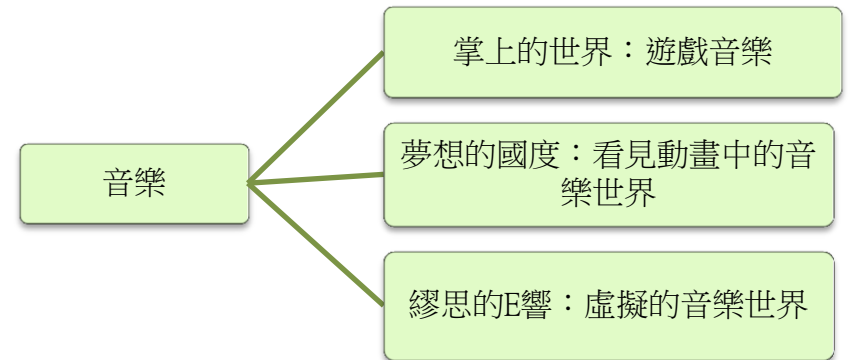 掌上的世界：遊戲音樂
音樂
夢想的國度：看見動畫中的音
樂世界
繆思的E響：虛擬的音樂世界